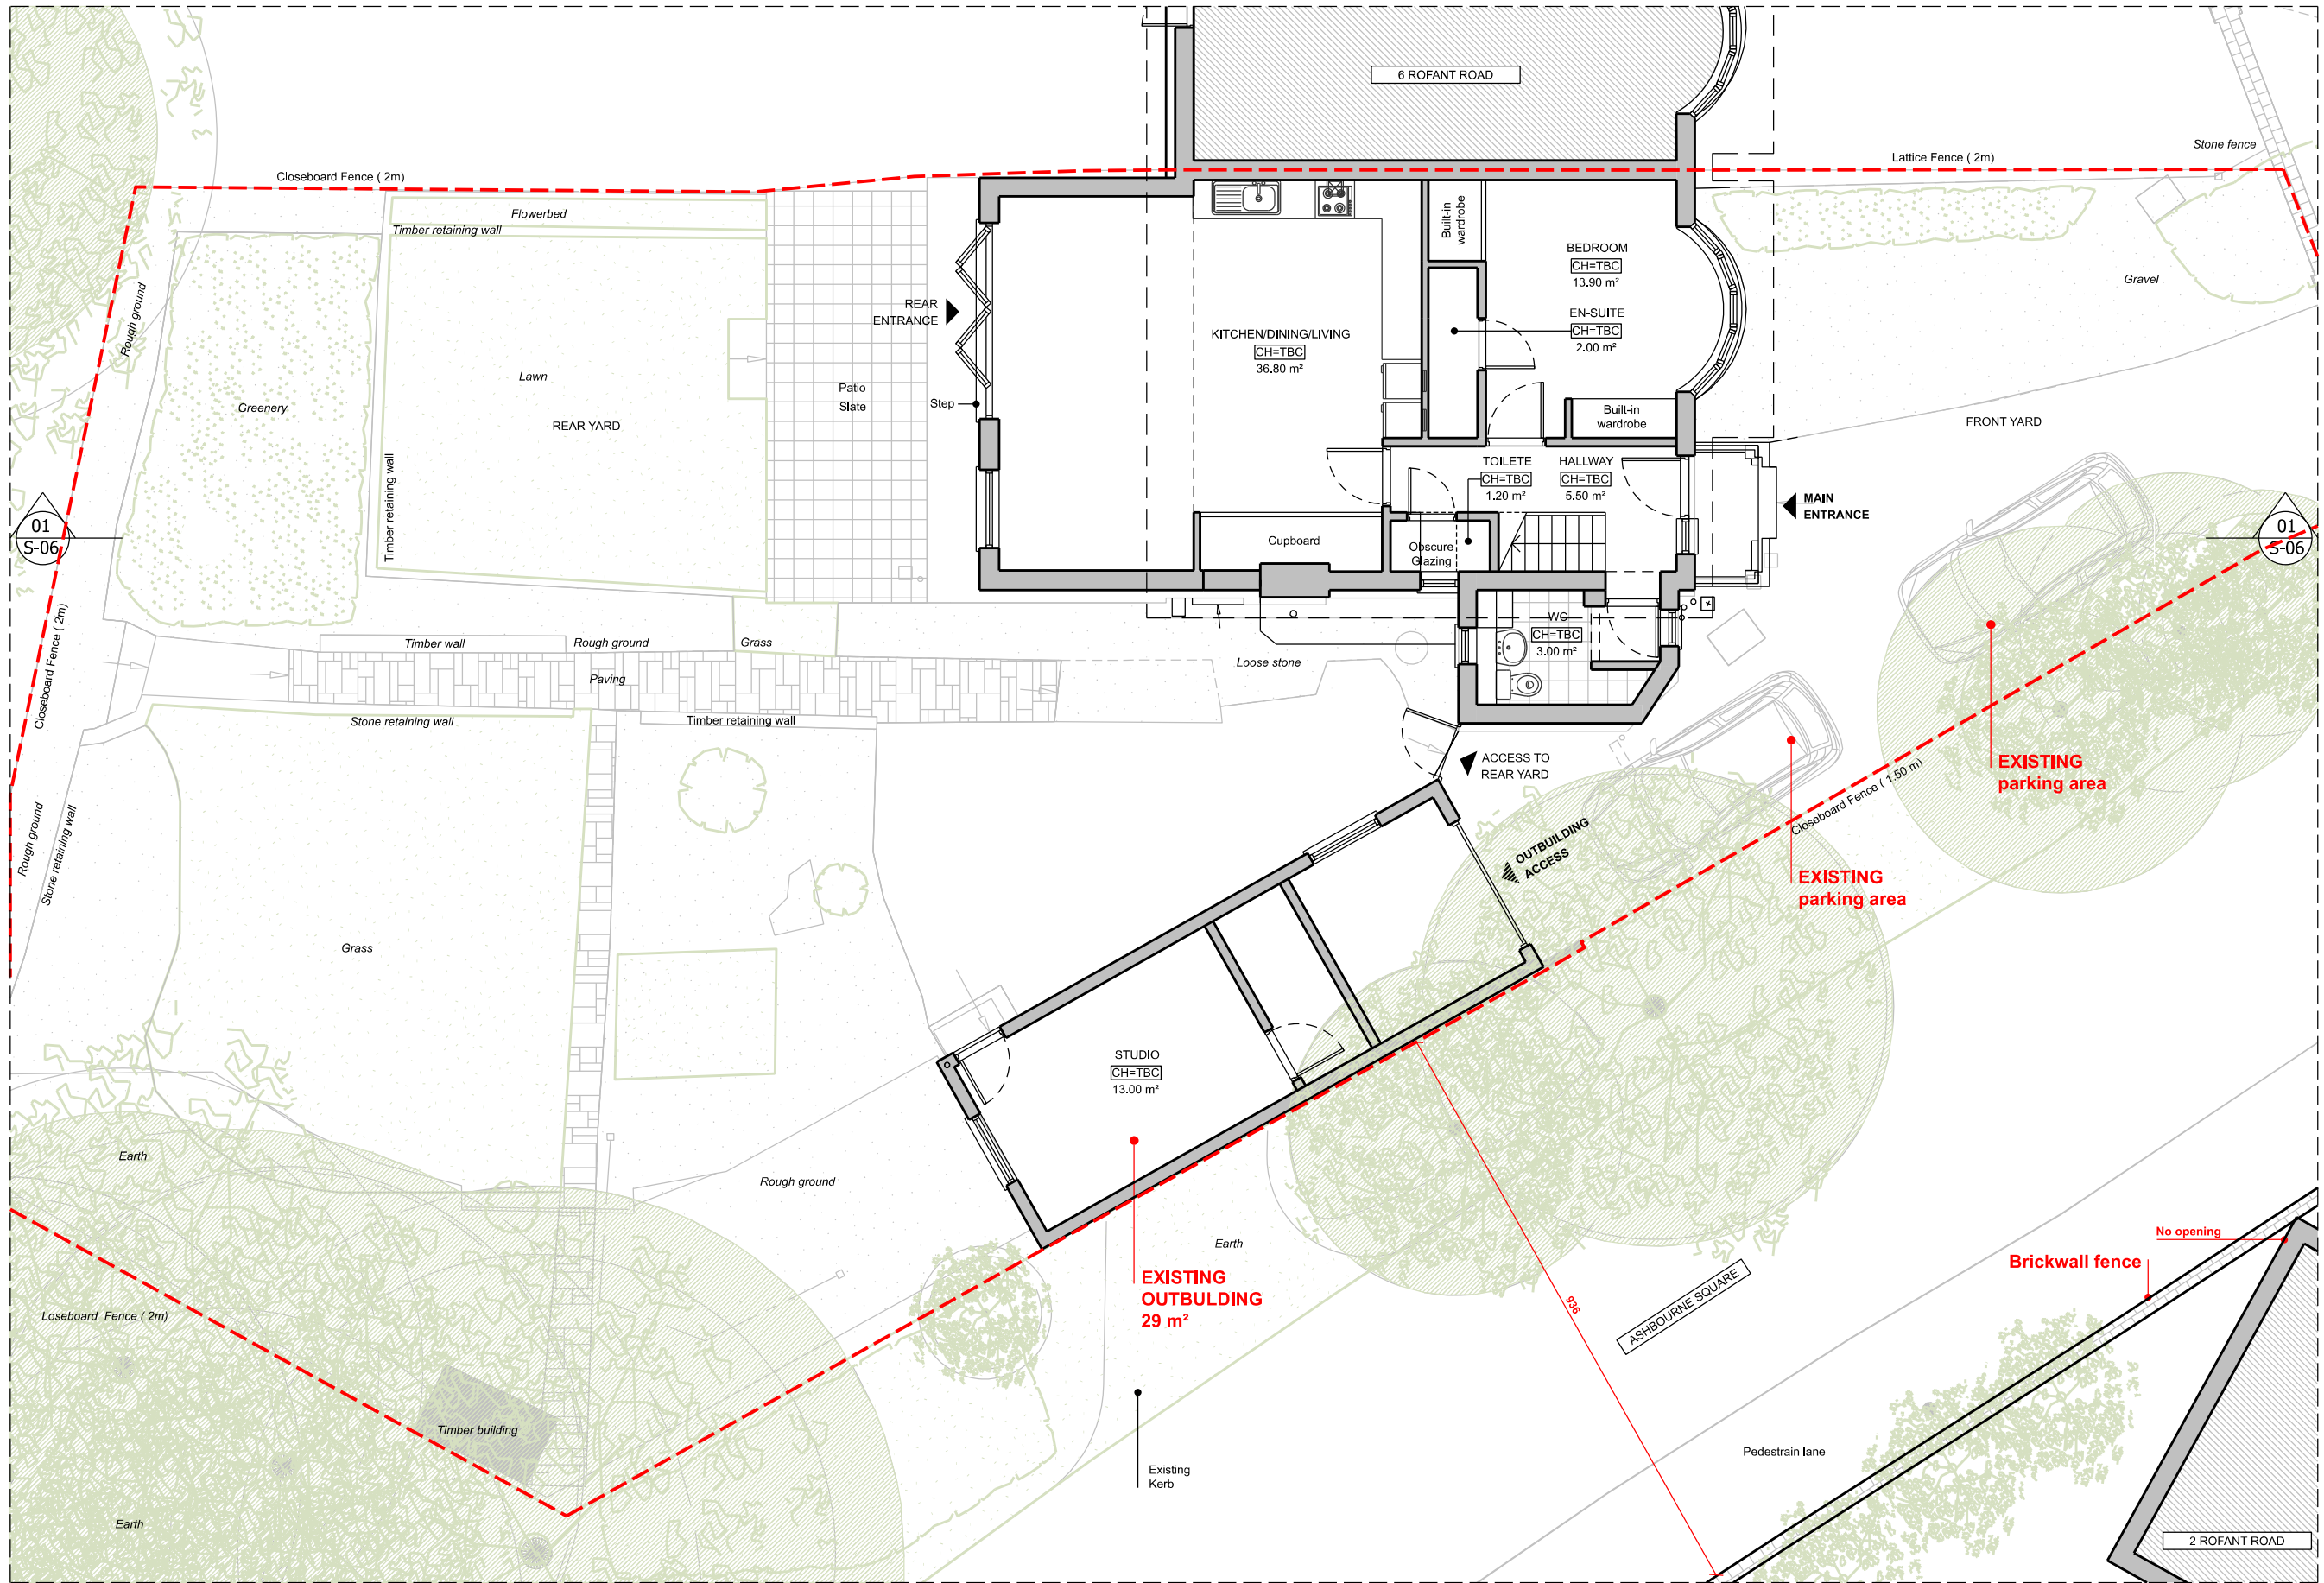 6 ROFANT ROAD
Stone fence
Lattice Fence ( 2m)
Closeboard Fence ( 2m)
Flowerbed
Timber retaining wall
Rough ground
Greenery
Lawn
REAR YARD
Timber retaining wall
Patio
Slate
REAR
ENTRANCE
Step
KITCHEN/DINING/LIVING
CH=TBC
36.80 m²
Built-in
wardrobe
BEDROOM
CH=TBC
13.90 m²
EN-SUITE
CH=TBC
2.00 m²
Built-in
wardrobe
Gravel
FRONT YARD
TOILETE
CH=TBC
1.20 m²
HALLWAY
CH=TBC
5.50 m²
MAIN
ENTRANCE
01
S-06
01
S-06
Cupboard
Obscure
Glazing
WC
CH=TBC
3.00 m²
Closeboard Fence ( 2m)
Timber wall
Rough ground
Grass
Paving
Loose stone
Stone retaining wall
Timber retaining wall
ACCESS TO
REAR YARD
EXISTING
parking area
Closeboard Fence ( 1.50 m)
OUTBUILDING
ACCESS
EXISTING
parking area
Rough ground
Stone retaining wall
Grass
STUDIO
CH=TBC
13.00 m²
Earth
Rough ground
Earth
EXISTING
OUTBULDING
29 m²
936
ASHBOURNE SQUARE
No opening
Brickwall fence
Loseboard Fence ( 2m)
Timber building
Existing
Kerb
Pedestrain lane
Earth
2 ROFANT ROAD